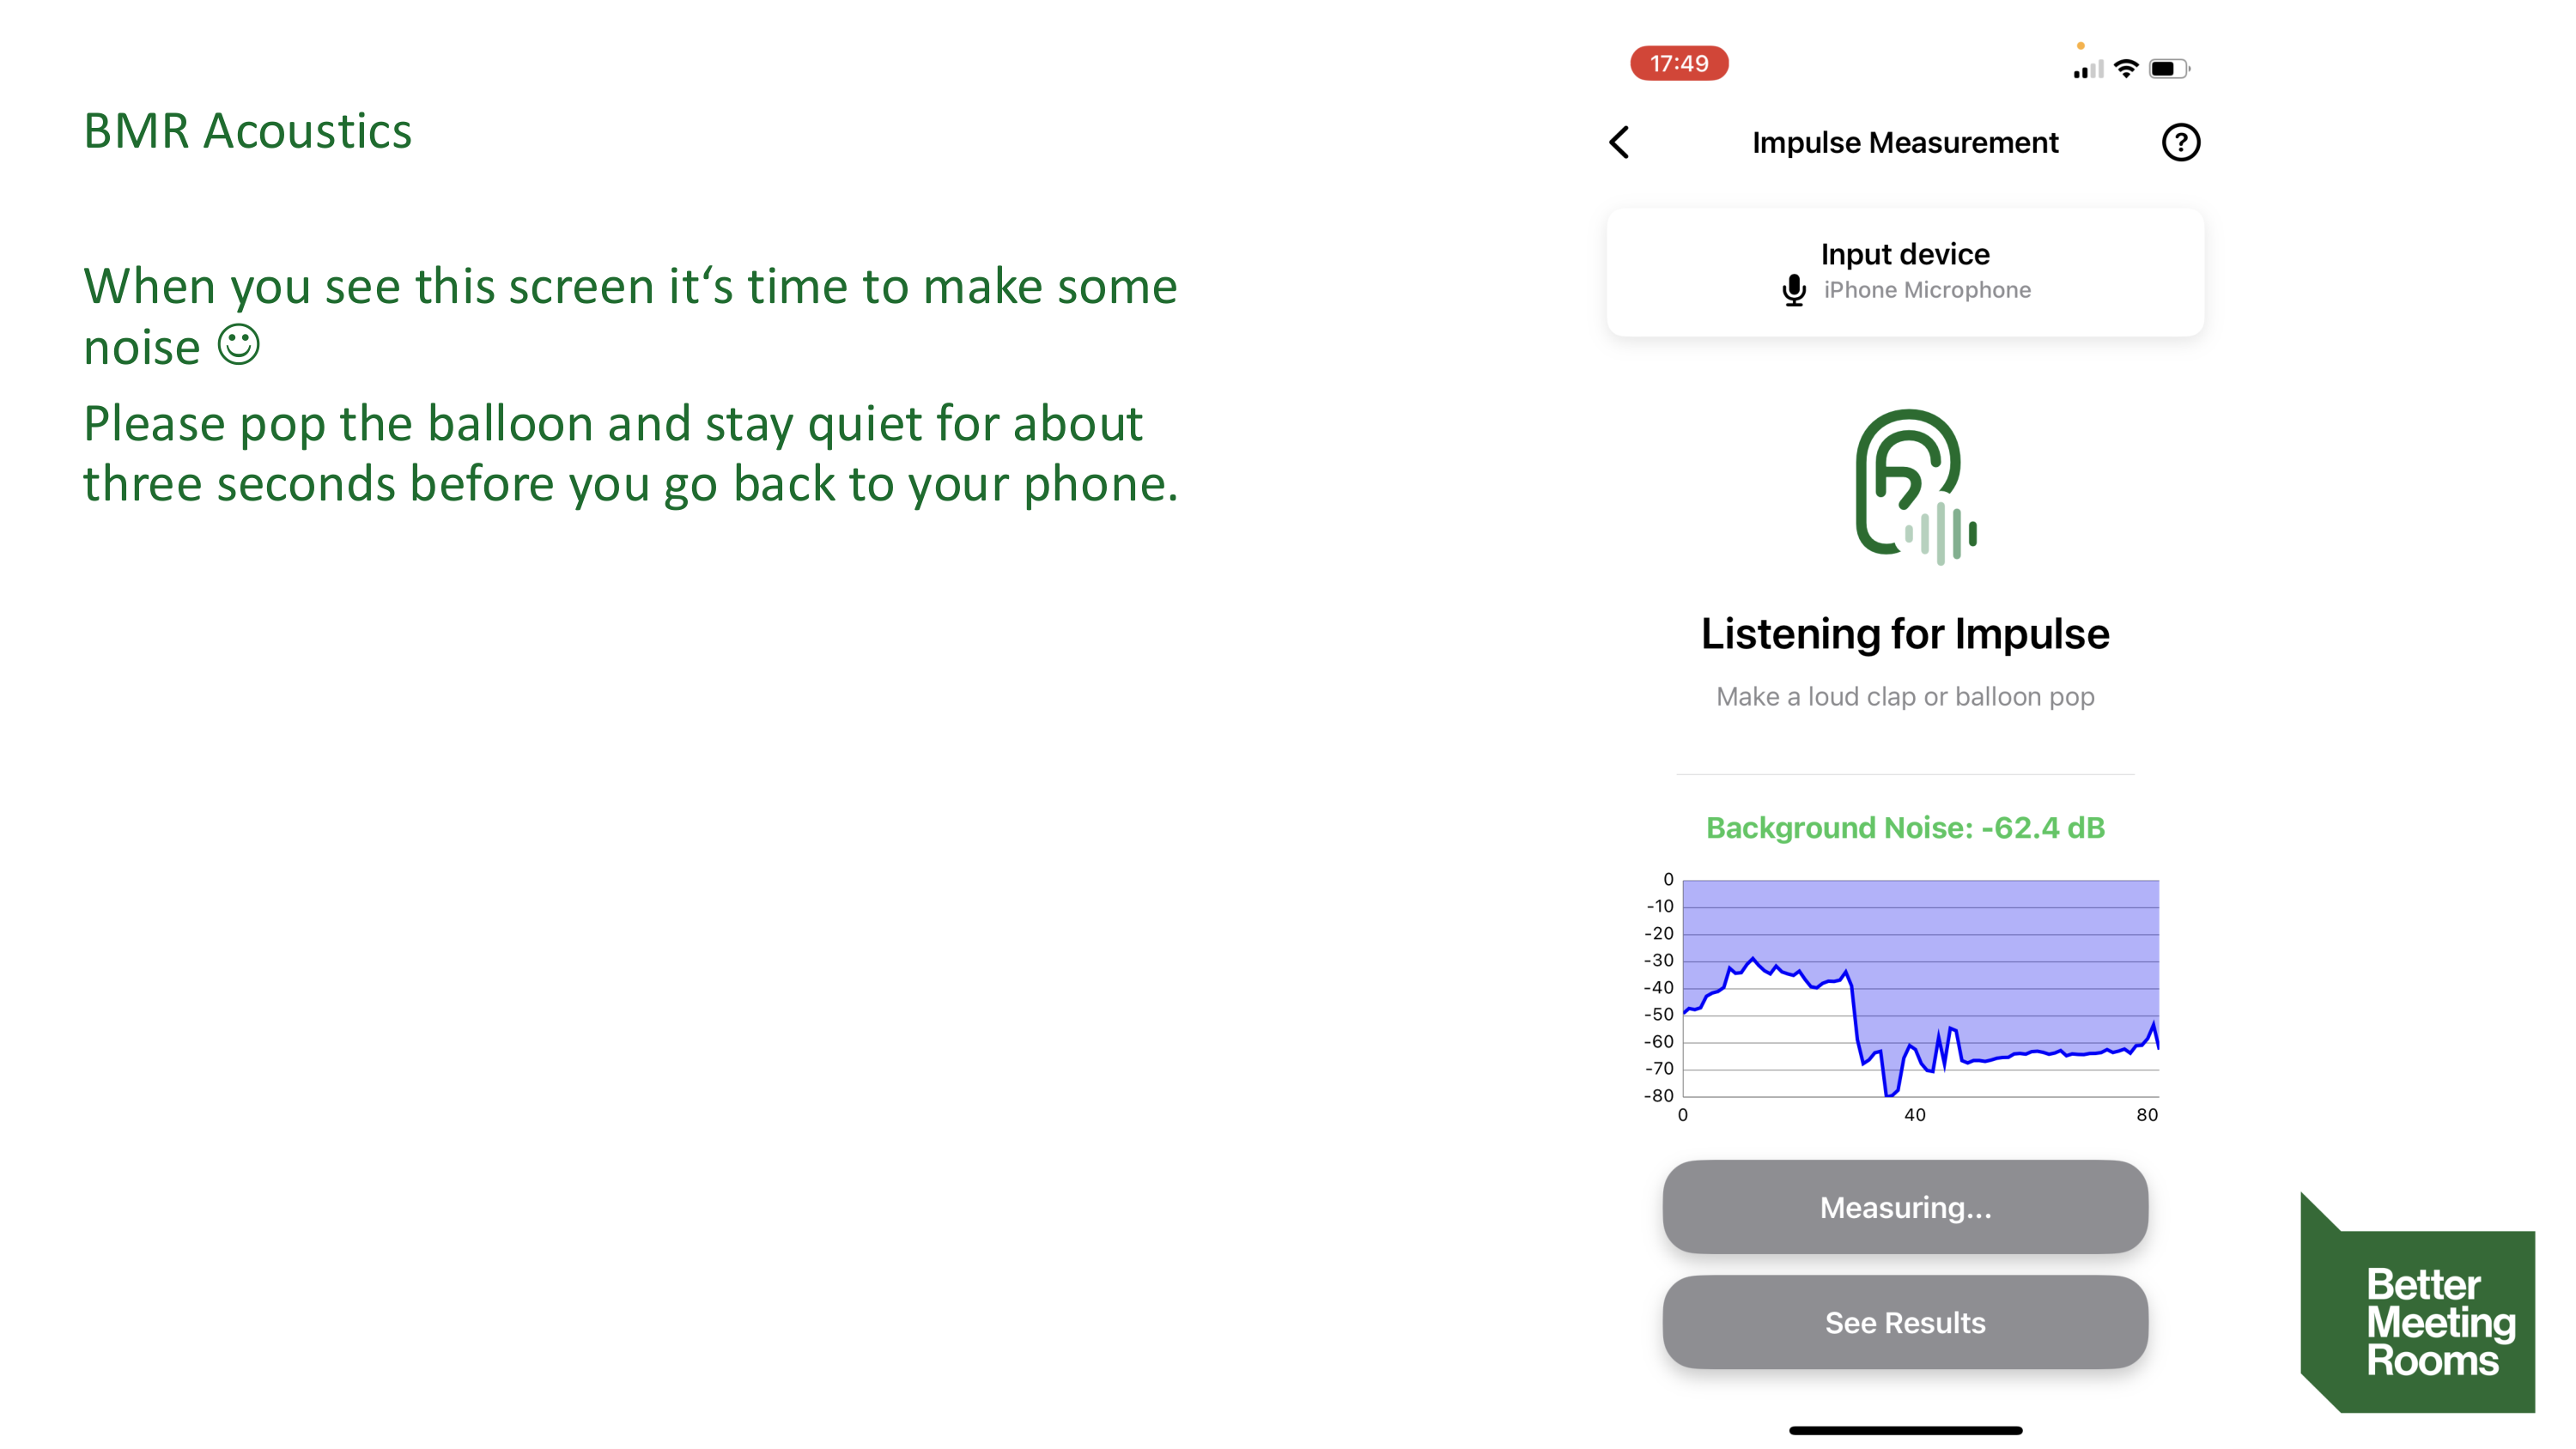 BMR Acoustics
When you see this screen it‘s time to make some
noise ☺
Please pop the balloon and stay quiet for about
three seconds before you go back to your phone.
17:49
Impulse Measurement
?
Input device
iPhone Microphone
Listening for Impulse
Make a loud clap or balloon pop
Background Noise: -62.4 dB
0
-10
-20
-30
-40
-50
-60
-70
-80
0 40 80
Measuring...
See Results
Better
Meeting
Rooms